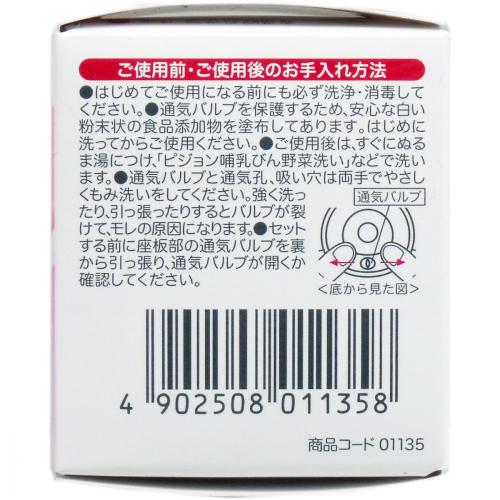 ご使用前・ご使用後のお手入れ方法
●はじめてご使用になる前にも必ず洗浄・消毒して
ください。●通気バルブを保護するため、安心な白い
粉末状の食品添加物を塗布してあります。はじめに
洗ってからご使用ください。●ご使用後は、すぐにぬる
ま湯につけ、「ピジョン哺乳びん野菜洗い」などで洗い
ます。●通気バルブと通気孔、吸い穴は両手でやさし
くもみ洗いをしてください。強く洗っ
たり、引っ張ったりするとバルブが裂
けて、モレの原因になります。●セット
する前に座板部の通気バルブを裏
から引っ張り、通気バルブが開くか
確認してください。
通気バルブ
<底から見た図>
4 902508 011358
商品コード 01135